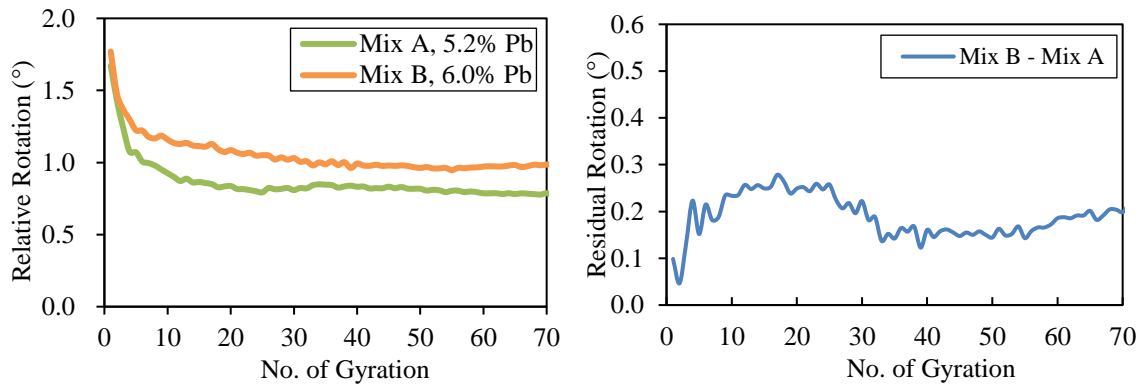 2.0
1.5
1.0
0.5
0.0
Relative Rotation (°)
Mix A, 5.2% Pb
Mix B, 6.0% Pb
0 10 20 30 40 50 60 70
No. of Gyration
0.6
0.5
0.4
0.3
0.2
0.1
0.0
Residual Rotation (°)
Mix B - Mix A
0 10 20 30 40 50 60 70
No. of Gyration